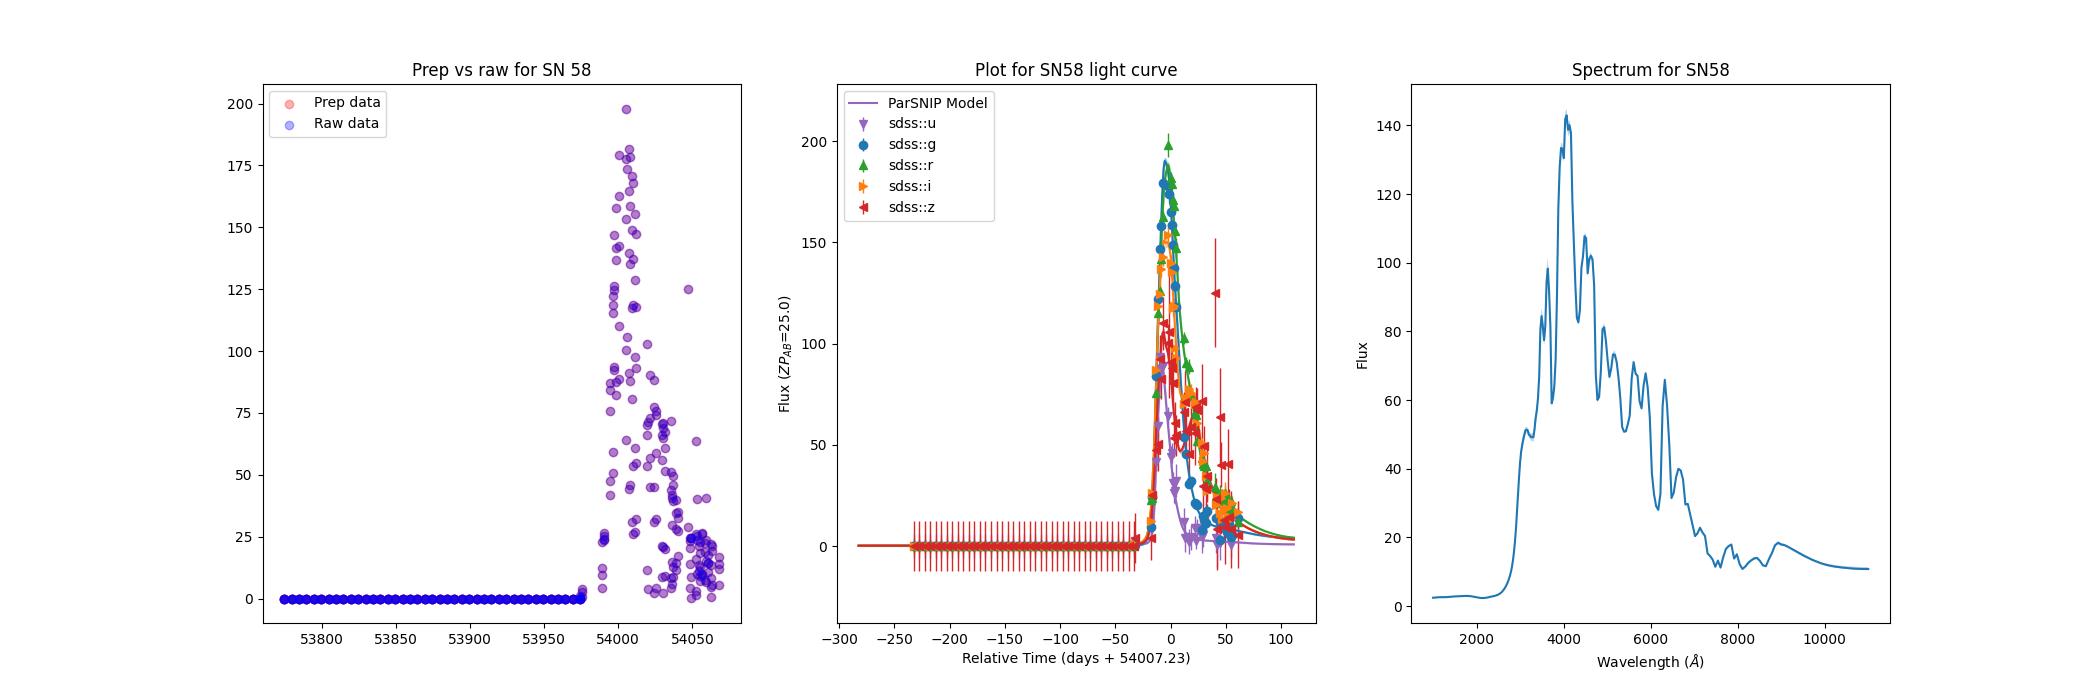 Prep vs raw for SN 58
Prep data
Raw data
200
175
150
125
100
75
50
25
0
53800
53850
53900
53950
54000
54050
Plot for SN58 light curve
ParSNIP Model
sdss::u
sdss::g
sdss::r
sdss::i
sdss::z
Flux (ZP_AB=25.0)
200
150
100
50
0
−300
−250
−200
−150
−100
−50
0
50
100
Relative Time (days + 54007.23)
Spectrum for SN58
Flux
140
120
100
80
60
40
20
0
2000
4000
6000
8000
10000
Wavelength (Å)